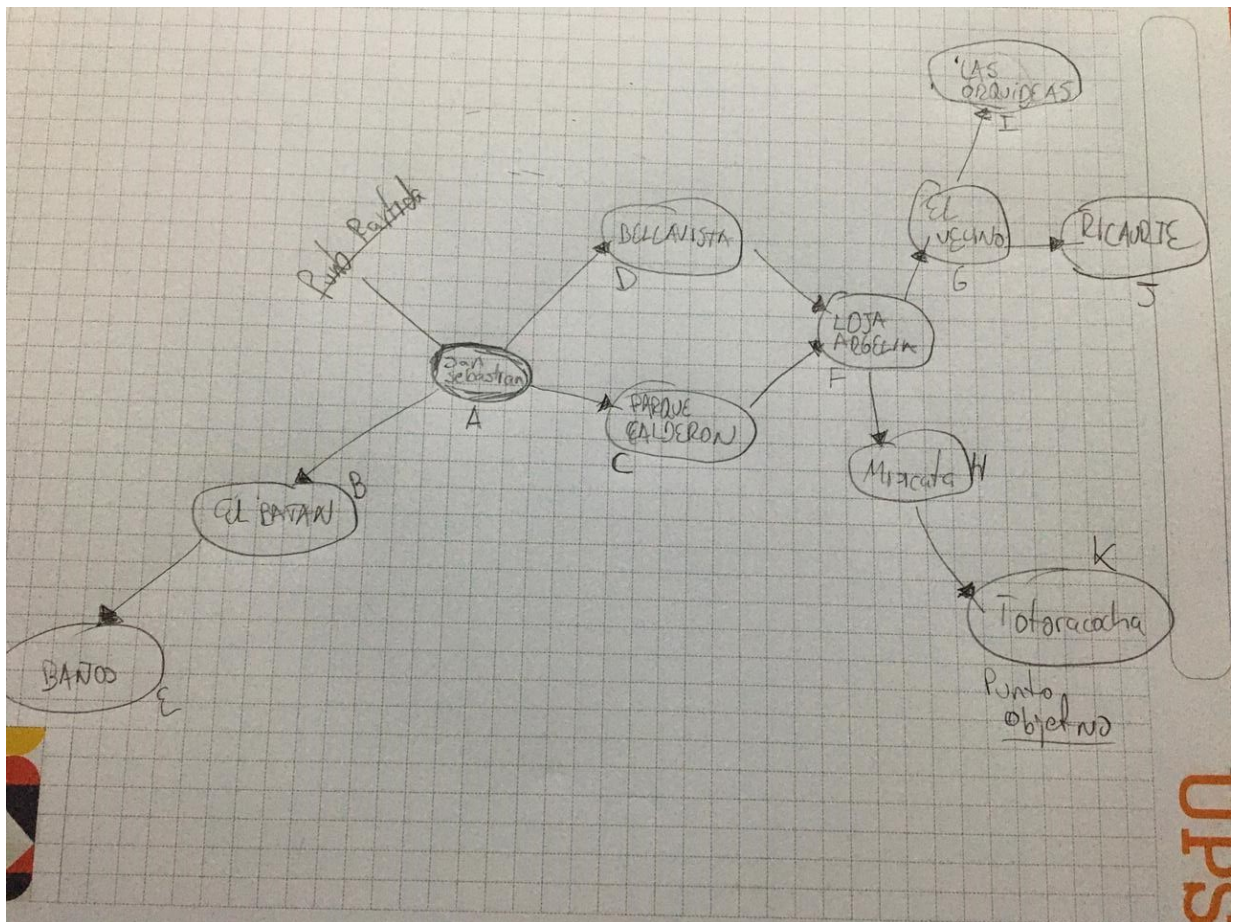 LAS
ORQUIDEAS
I
Punto Partida
BELLAVISTA
D
EL
VECINO
G
RICAURTE
J
LOJA
ARGELIA
F
San
Sebastian
A
PARQUE
CALDERON
C
H
B
El BATAN
K
Totoracocha
Punto
Objetivo
BAÑOS
E
UPS